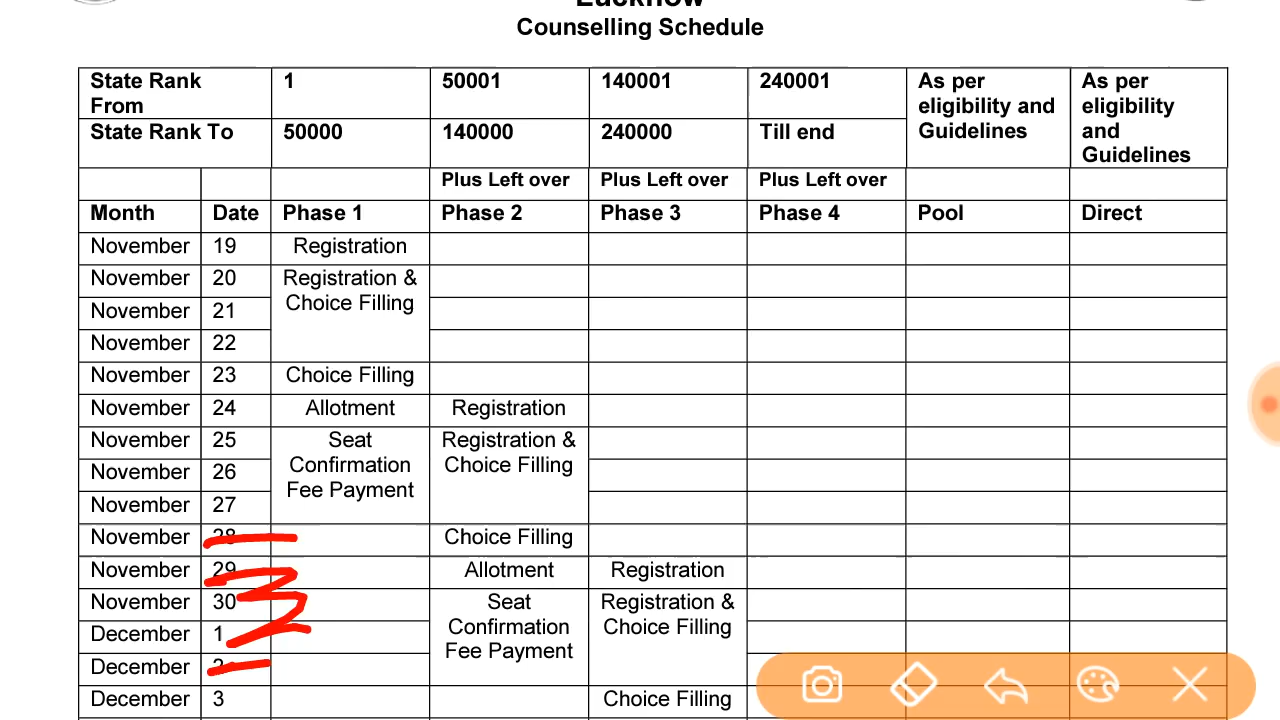 Lucknow
Counselling Schedule
State Rank From 1 50001 140001 240001 As per eligibility and Guidelines As per eligibility and Guidelines
State Rank To 50000 140000 240000 Till end
Plus Left over Plus Left over Plus Left over
Month Date Phase 1 Phase 2 Phase 3 Phase 4 Pool Direct
November 19 Registration
November 20 Registration & Choice Filling
November 21
November 22
November 23 Choice Filling
November 24 Allotment Registration
November 25 Seat Confirmation Fee Payment Registration & Choice Filling
November 26
November 27
November 28 Choice Filling
November 29 Allotment Registration
November 30 Seat Confirmation Fee Payment Registration & Choice Filling
December 1
December 2
December 3 Choice Filling